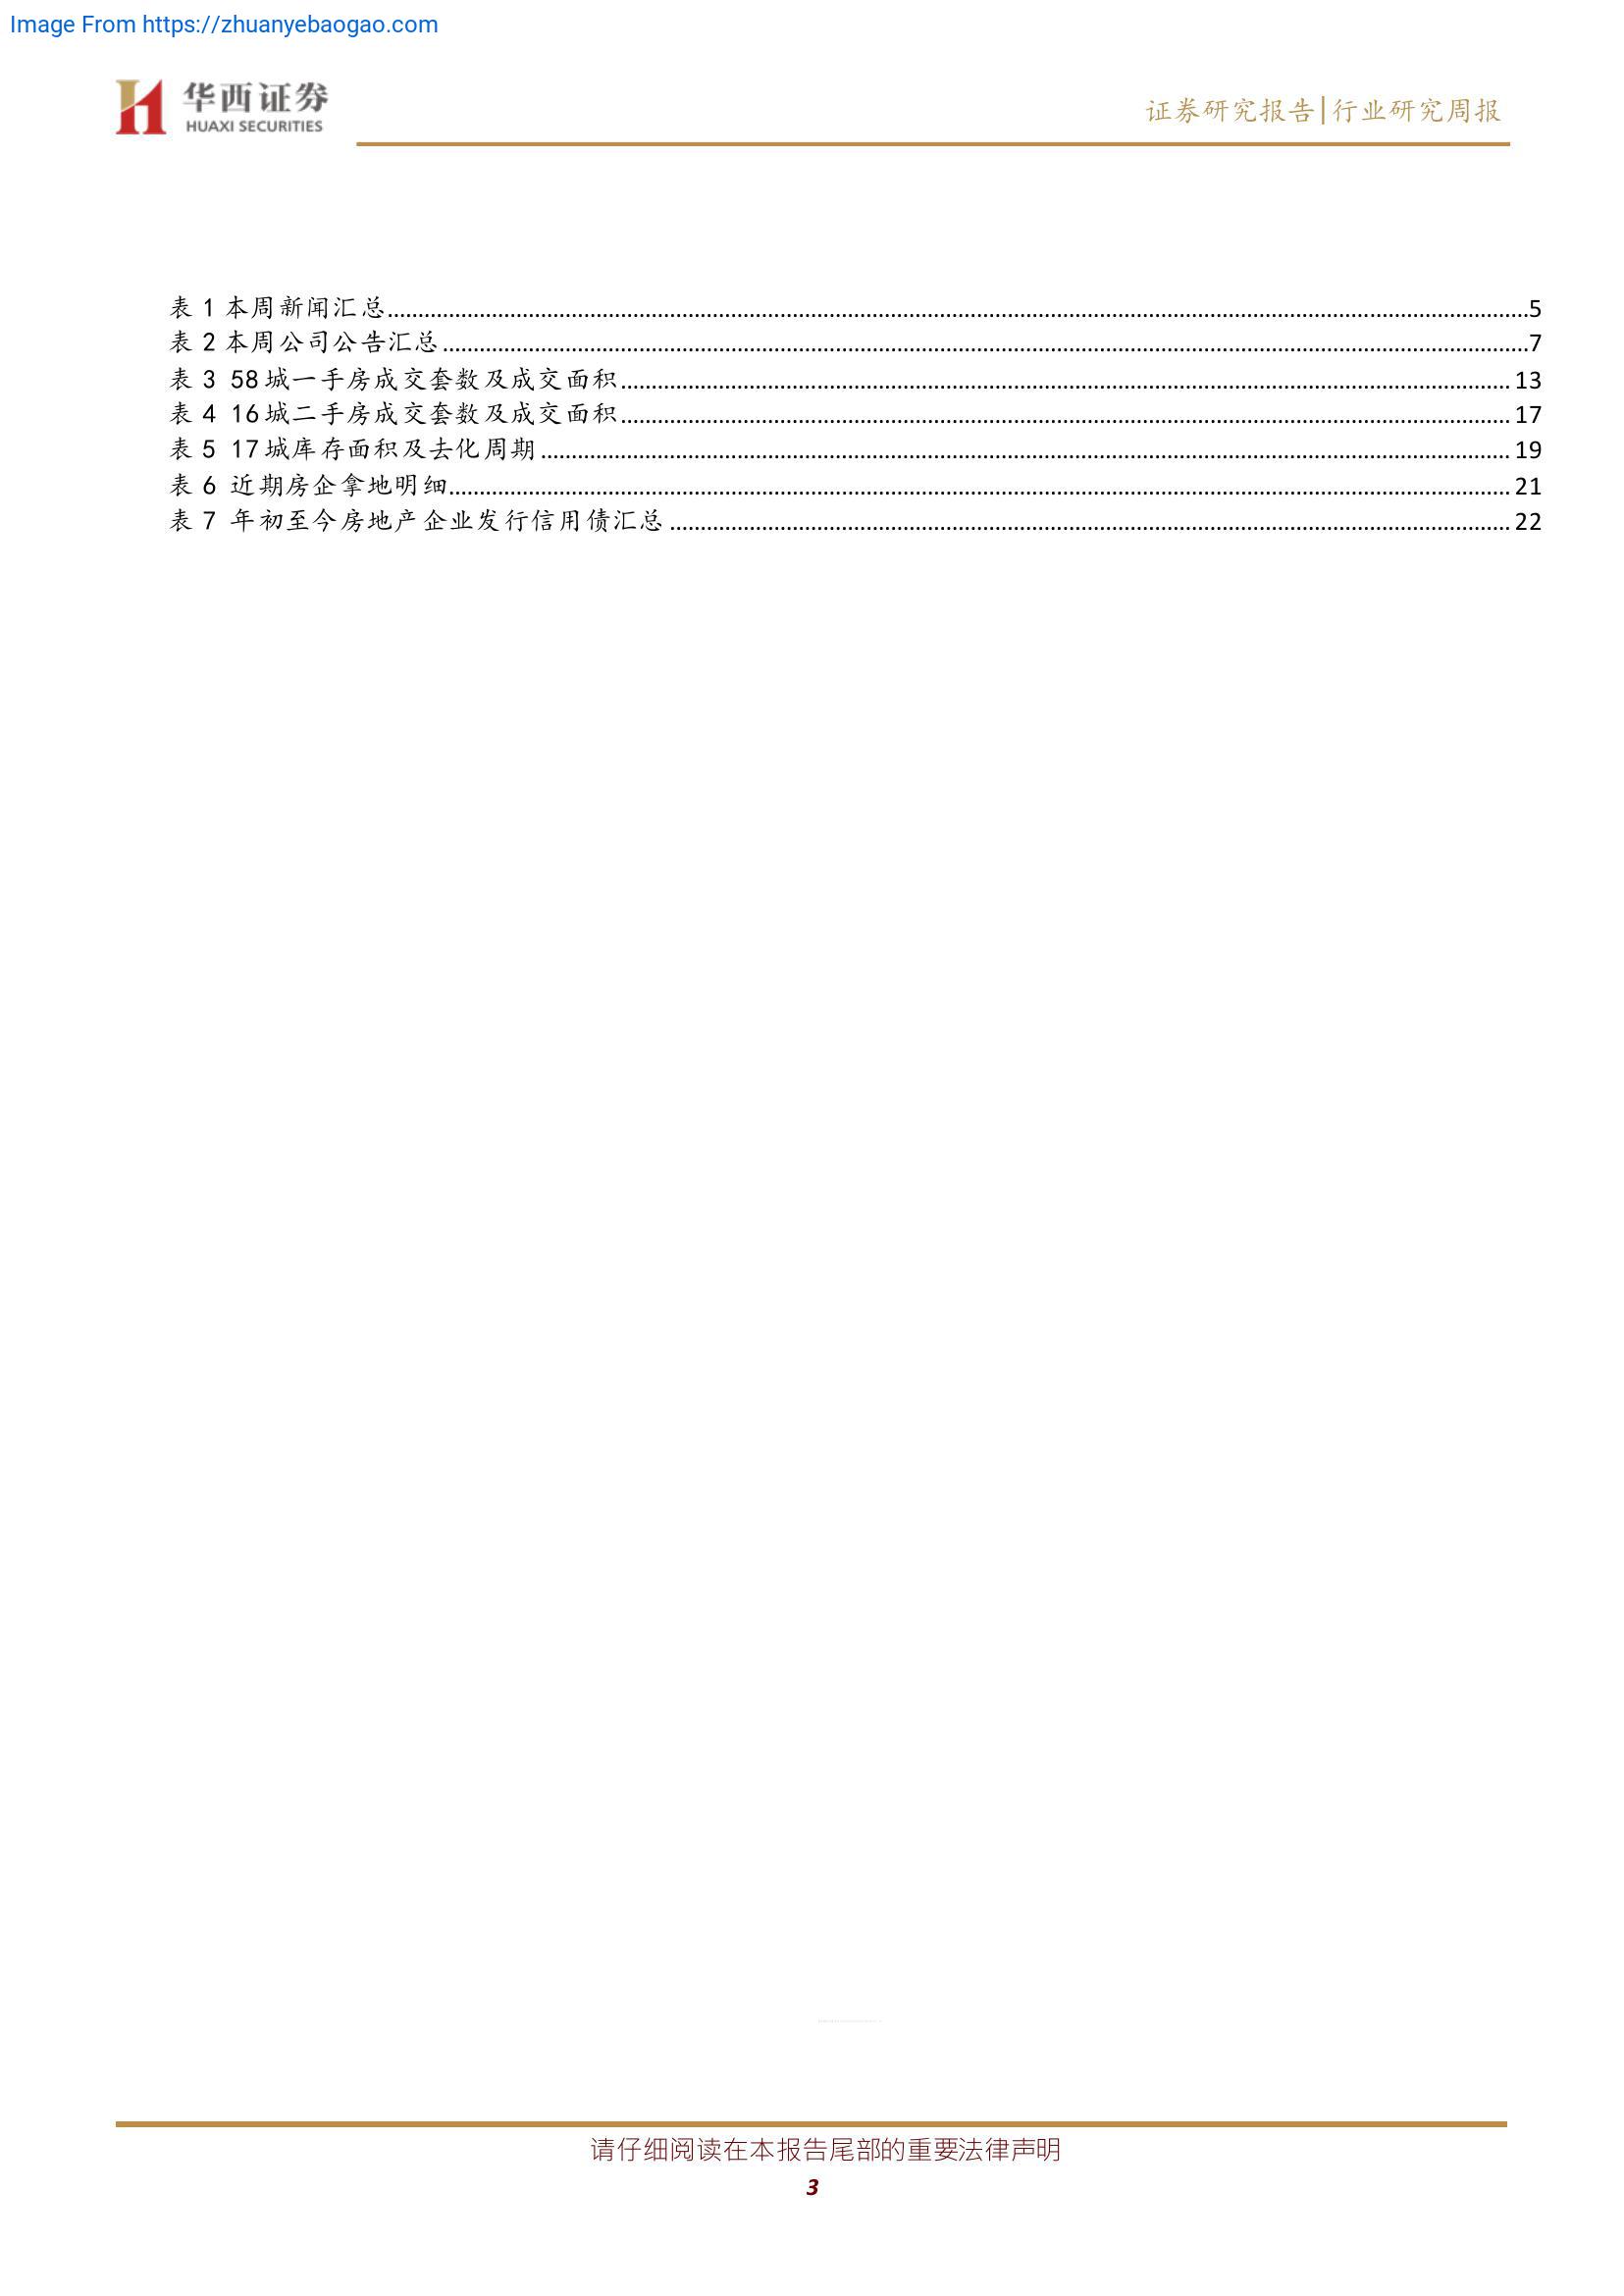 Image From https://zhuanyebaogao.com
华西证券
HUAXI SECURITIES
证券研究报告|行业研究周报
表 1 本周新闻汇总........5
表 2 本周公司公告汇总........7
表 3 58 城一手房成交套数及成交面积........13
表 4 16 城二手房成交套数及成交面积........17
表 5 17 城库存面积及去化周期........19
表 6 近期房企拿地明细........21
表 7 年初至今房地产企业发行信用债汇总........22
请仔细阅读在本报告尾部的重要法律声明
3